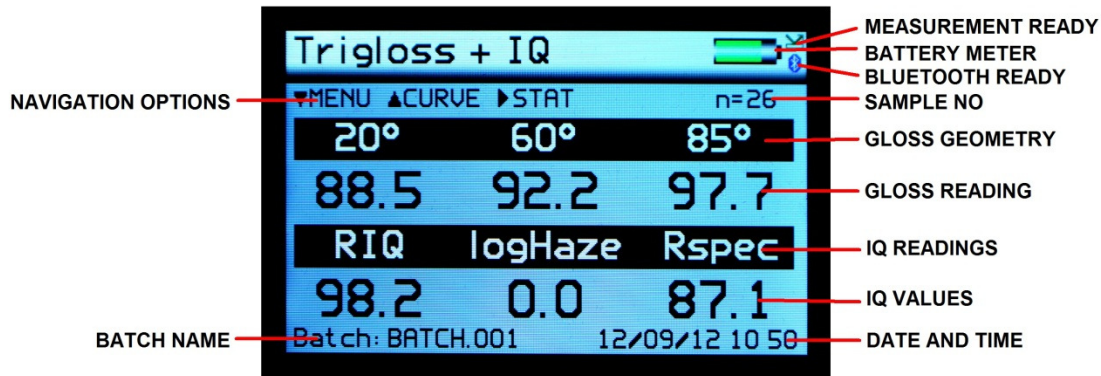 MEASUREMENT READY
Trigloss + IQ
BATTERY METER
BLUETOOTH READY
NAVIGATION OPTIONS
▼MENU ▲CURVE ▶STAT n=26
SAMPLE NO
20° 60° 85°
GLOSS GEOMETRY
88.5 92.2 97.7
GLOSS READING
RIQ logHaze Rspec
IQ READINGS
98.2 0.0 87.1
IQ VALUES
BATCH NAME
Batch: BATCH.001 12/09/12 10 50
DATE AND TIME